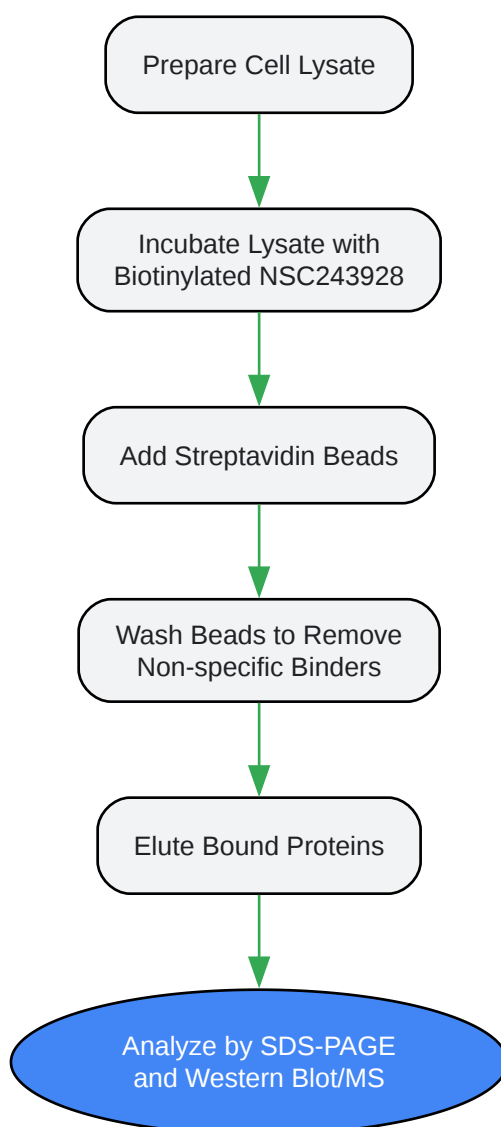 Prepare Cell Lysate
Incubate Lysate with
Biotinylated NSC243928
Add Streptavidin Beads
Wash Beads to Remove
Non-specific Binders
Elute Bound Proteins
Analyze by SDS-PAGE
and Western Blot/MS